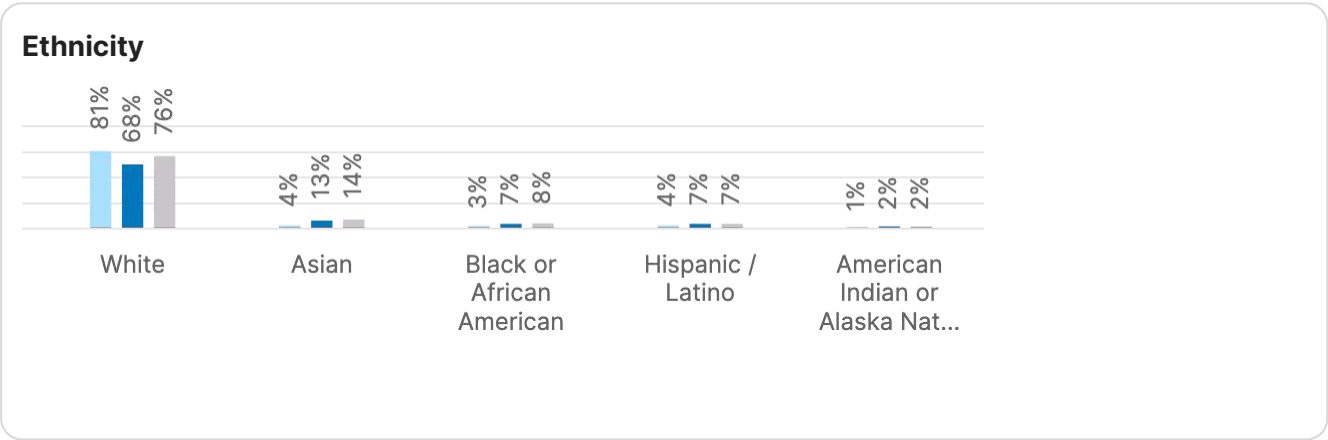 Ethnicity
81% 68% 76%
4% 13% 14%
3% 7% 8%
4% 7% 7%
1% 2% 2%
White
Asian
Black or
African
American
Hispanic /
Latino
American
Indian or
Alaska Nat...